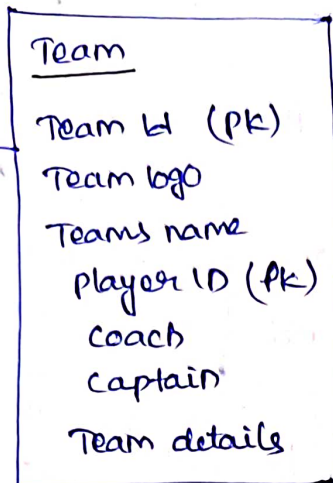 Team
Team Id (PK)
Team logo
Teams name
player ID (PK)
coach
captain
Team details